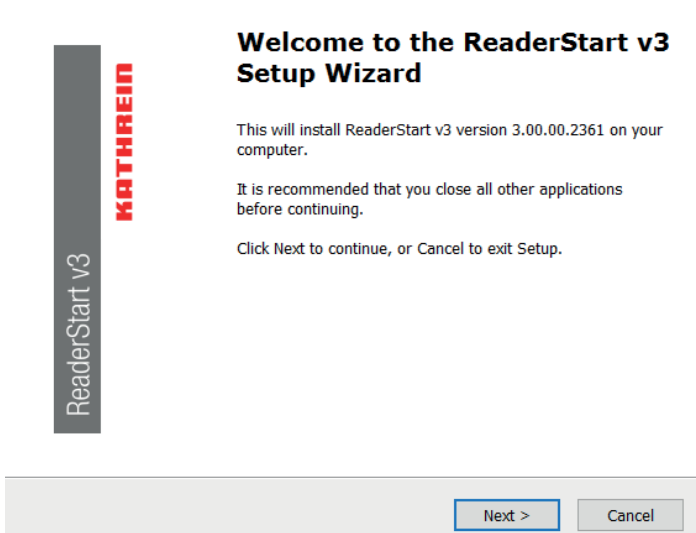 Welcome to the ReaderStart v3
Setup Wizard
This will install ReaderStart v3 version 3.00.00.2361 on your
computer.
It is recommended that you close all other applications
before continuing.
Click Next to continue, or Cancel to exit Setup.
ReaderStart v3
KATHREIN
Next >
Cancel